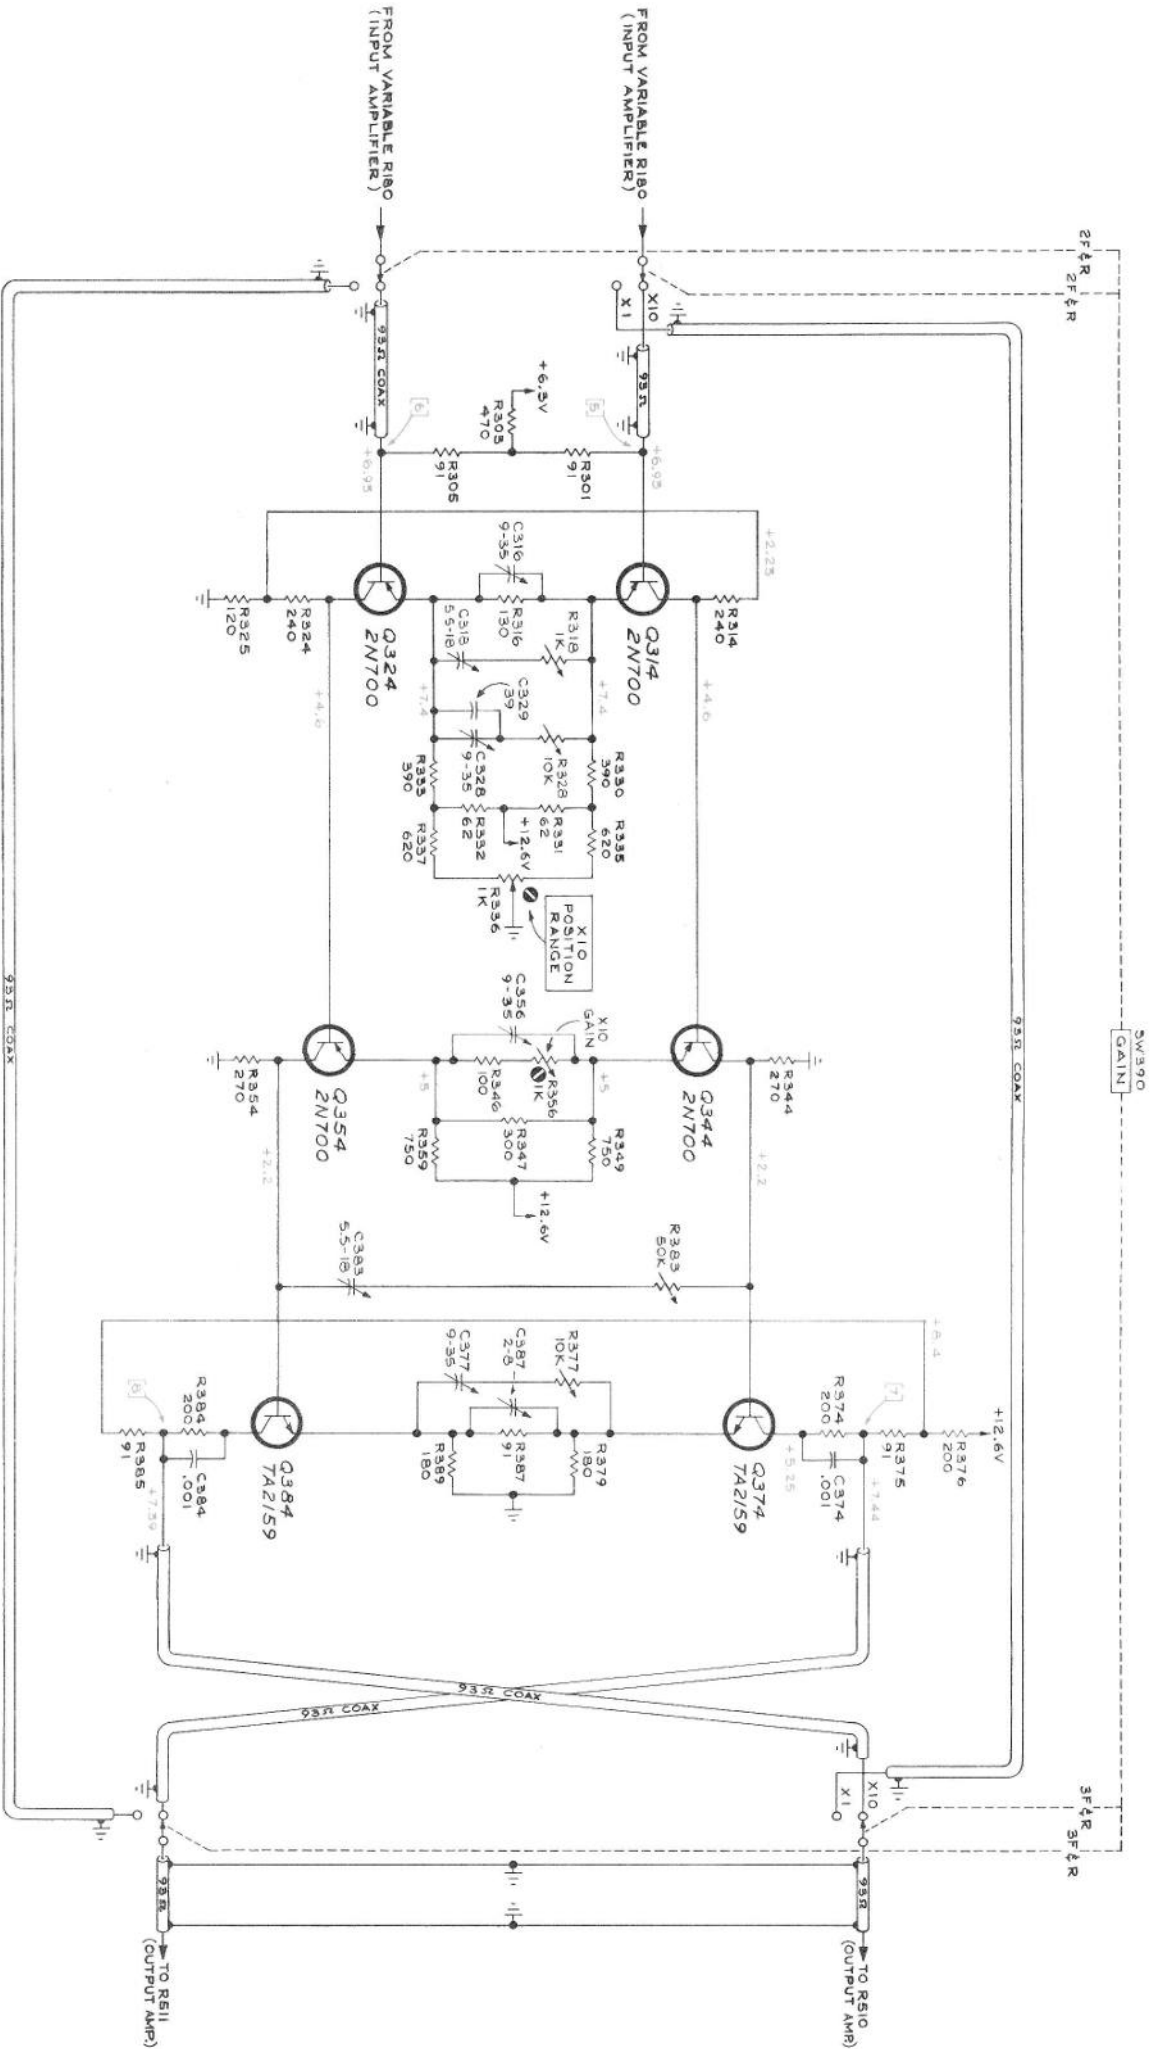 SW390
GAIN
2F&R
2F&R
3F&R
3F&R
FROM VARIABLE R180
(INPUT AMPLIFIER)
FROM VARIABLE R180
(INPUT AMPLIFIER)
X10
X1
93Ω COAX
93Ω
93Ω COAX
5
6
+6.95
+6.95
+6.3V
R303
470
R301
91
R305
91
+2.23
R314
240
Q314
2N700
+4.6
R318
1K
C316
9-35
R316
130
C318
5.5-18
+7.4
+7.4
C329
39
R328
10K
C328
9-35
R330
390
R333
390
R331
62
R332
62
+12.6V
R335
620
R337
620
R336
1K
X10
POSITION
RANGE
Q324
2N700
R324
240
R325
120
+4.6
R344
270
Q344
2N700
+2.2
X10
GAIN
C356
9-35
R356
1K
R346
100
+5
+5
R347
300
R349
750
R359
750
+12.6V
Q354
2N700
R354
270
+2.2
R383
50K
C383
5.5-18
+8.4
+12.6V
R376
200
R375
91
7
R374
200
C374
.001
+7.44
+5.25
Q374
TA2159
R377
10K
C387
2-8
C377
9-35
R379
180
R387
91
R389
180
Q384
TA2159
R384
200
C384
.001
8
R385
91
+7.39
93Ω COAX
93Ω COAX
93Ω COAX
X10
X1
93Ω
93Ω
TO R510
(OUTPUT AMP.)
TO R511
(OUTPUT AMP.)